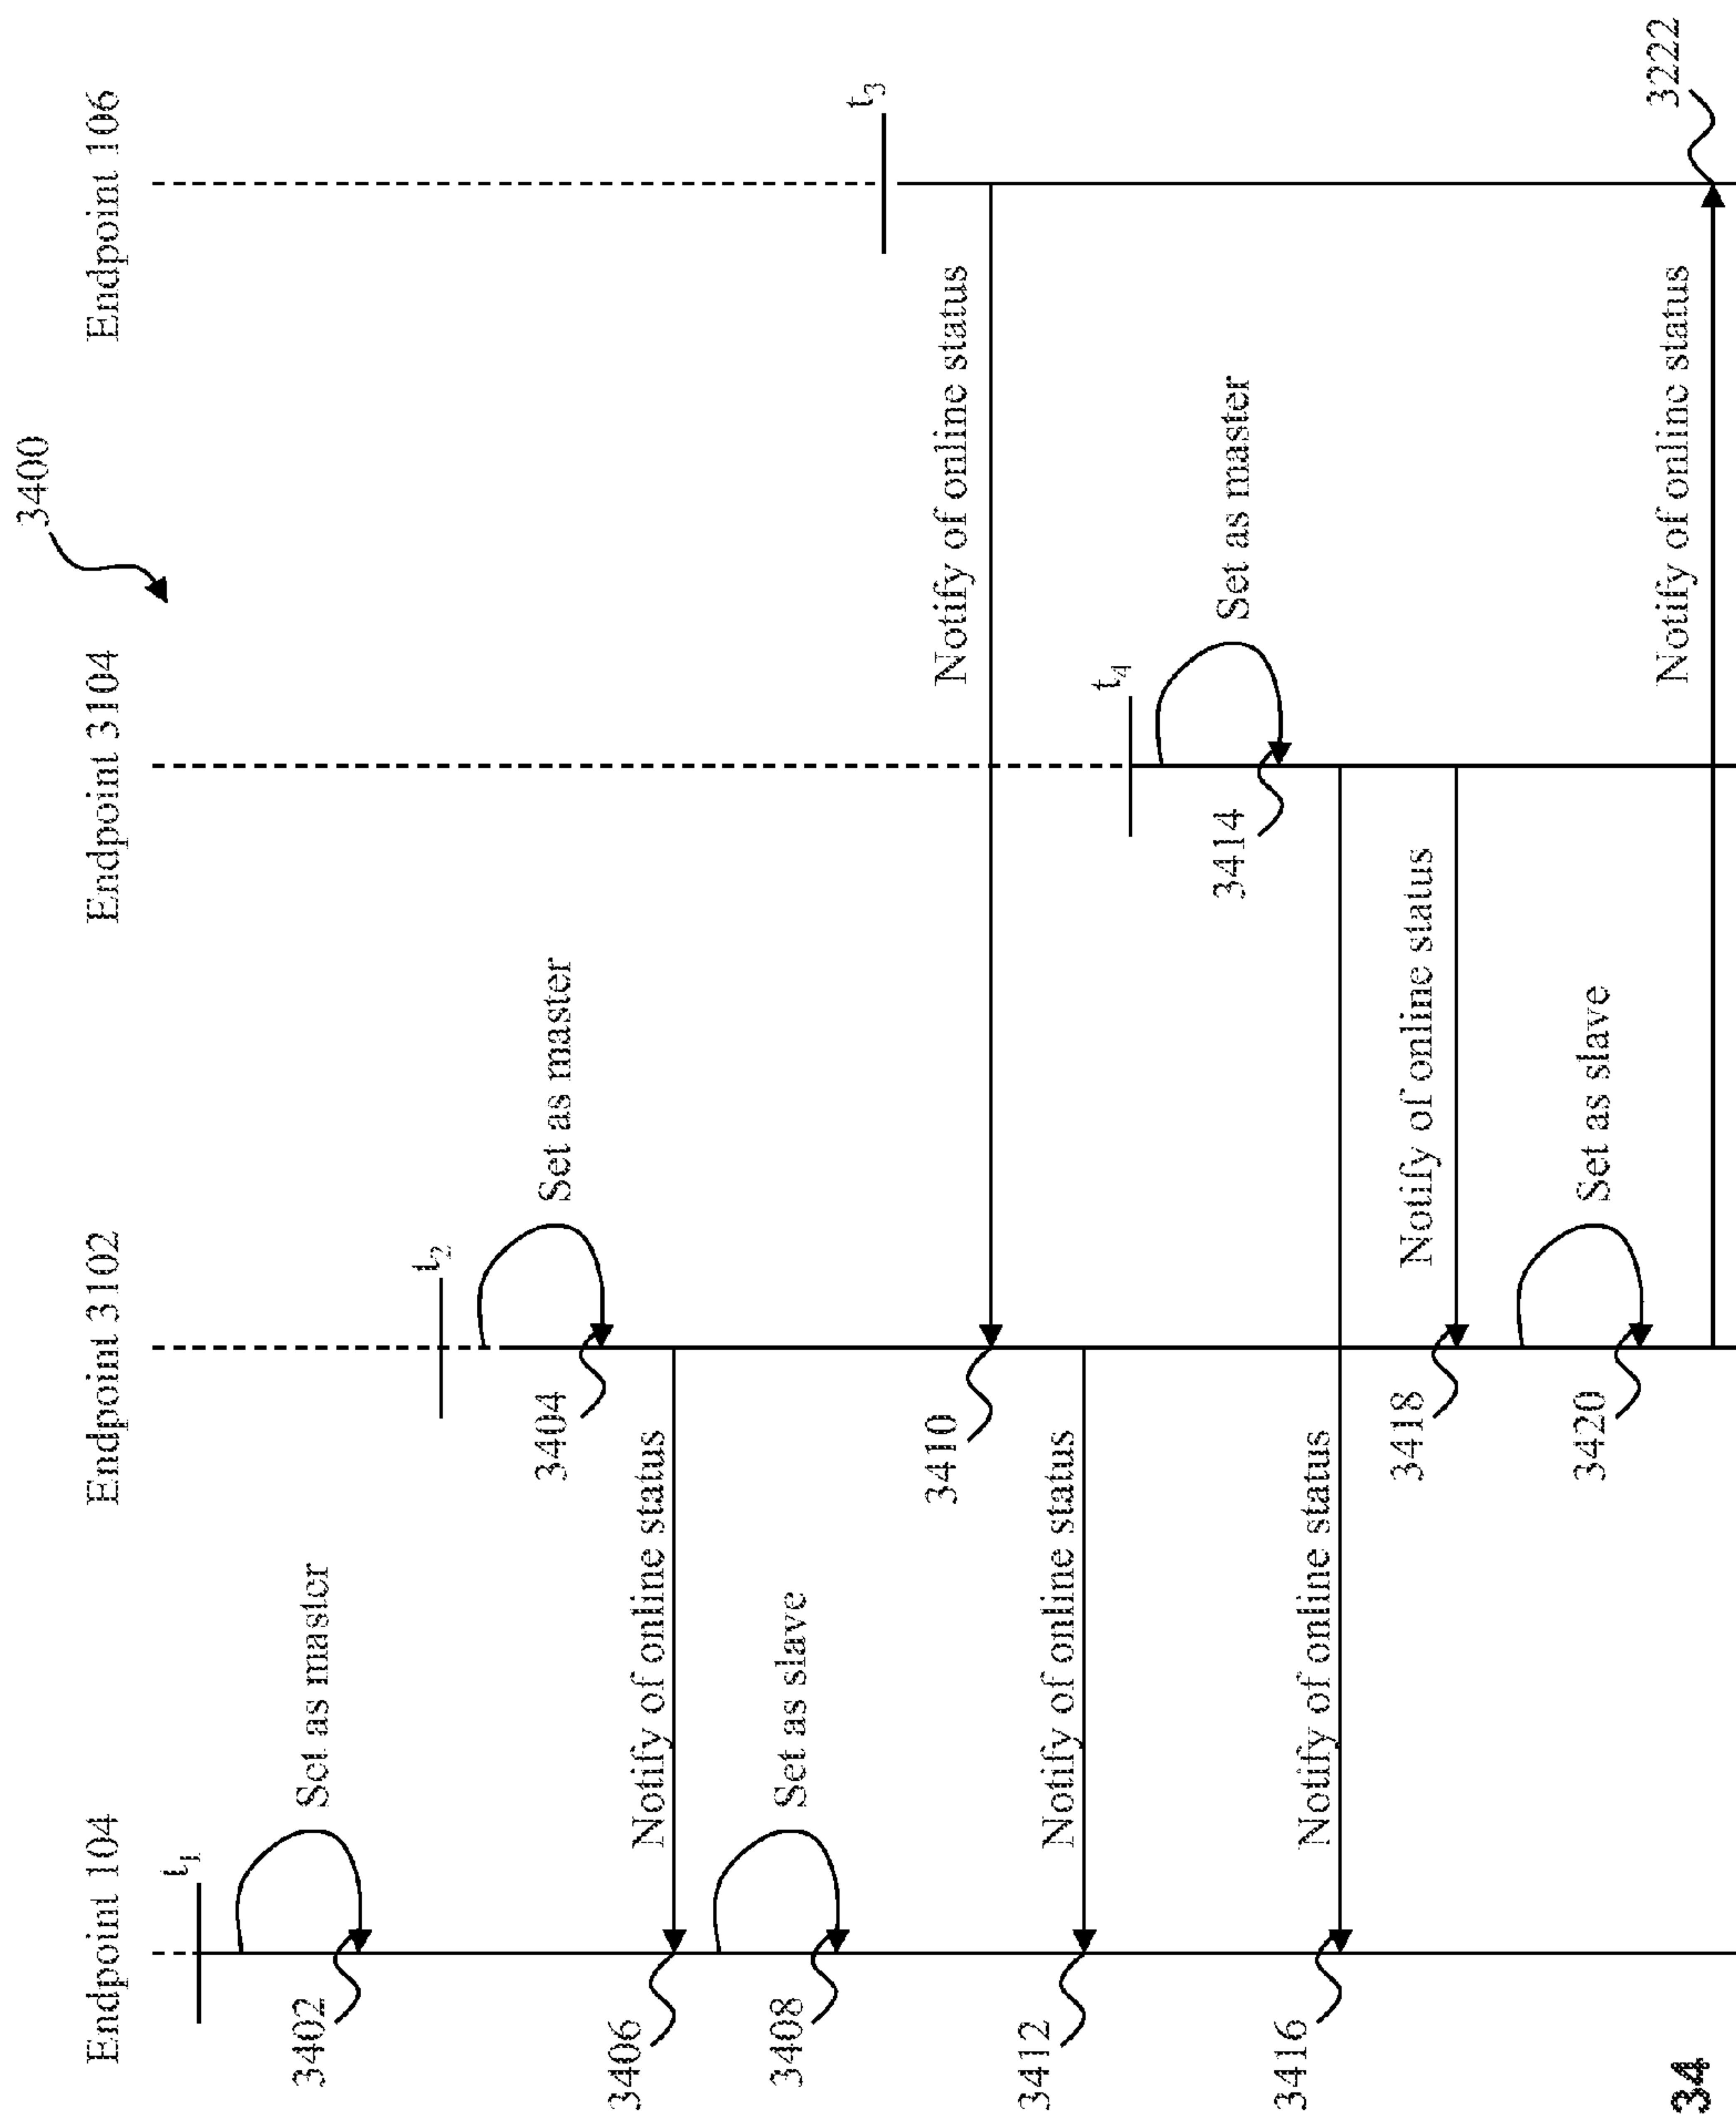 3400
Endpoint 104
Endpoint 3102
Endpoint 3104
Endpoint 106
t1
Set as master
3402
t2
Set as master
3404
Notify of online status
3406
Set as slave
3408
t3
Notify of online status
3410
Notify of online status
3412
t4
Set as master
3414
Notify of online status
3416
Notify of online status
3418
Set as slave
3420
Notify of online status
3222
34